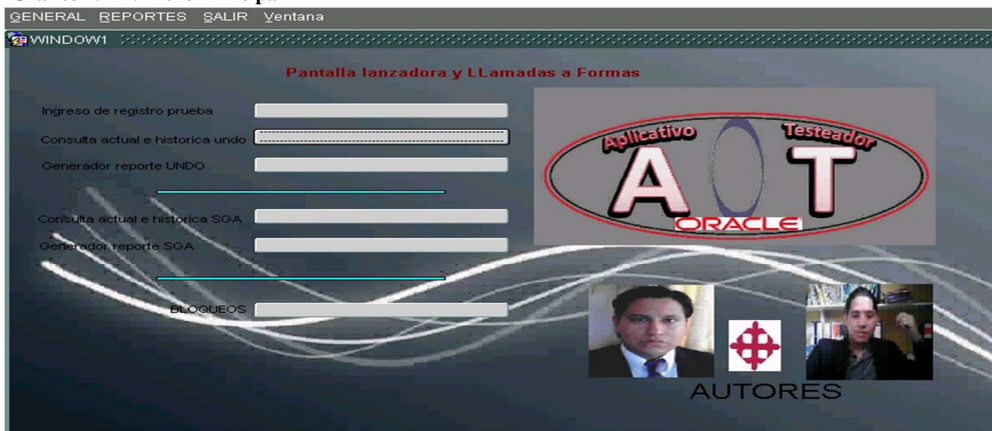 GENERAL REPORTES SALIR Ventana
WINDOW1
Pantalla lanzadora y LLamadas a Formas
Ingreso de registro prueba
Consulta actual e historica undo
Generador reporte UNDO
Consulta actual e historica SGA
Generador reporte SGA
BLOQUEOS
Aplicativo Testeador
A O T
ORACLE
AUTORES